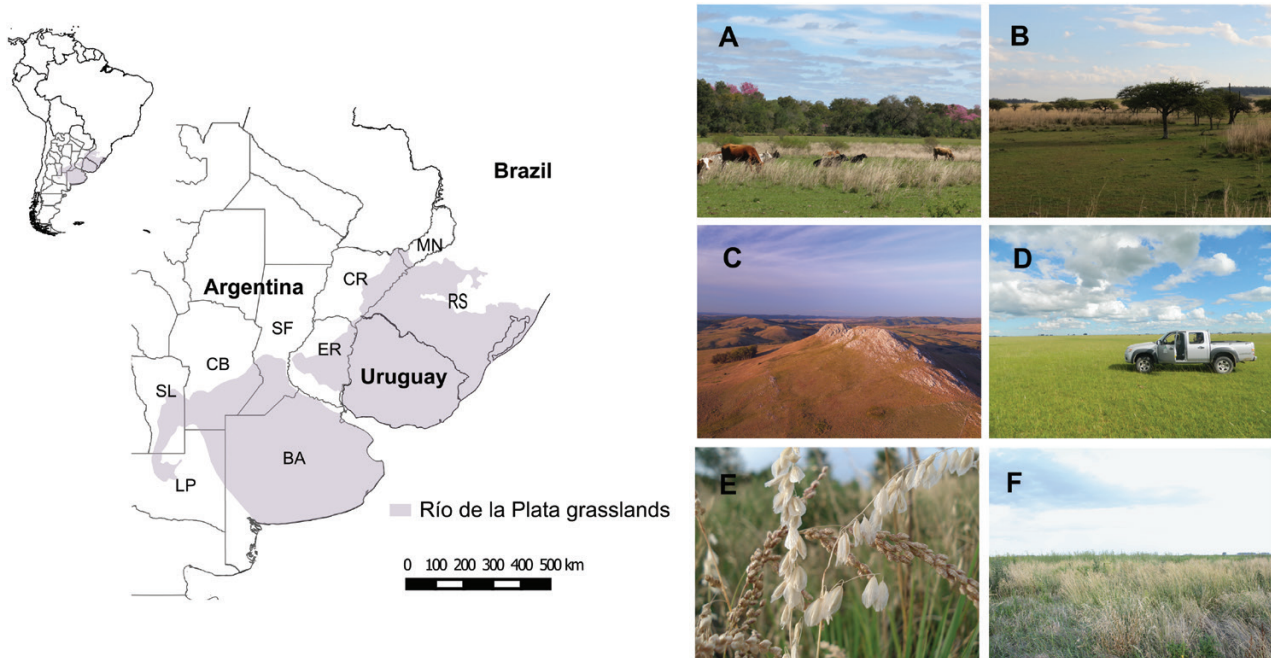 Brazil
MN
CR
Argentina
RS
SF
ER
CB
Uruguay
SL
BA
LP
Río de la Plata grasslands
0 100 200 300 400 500 km
A
B
C
D
E
F